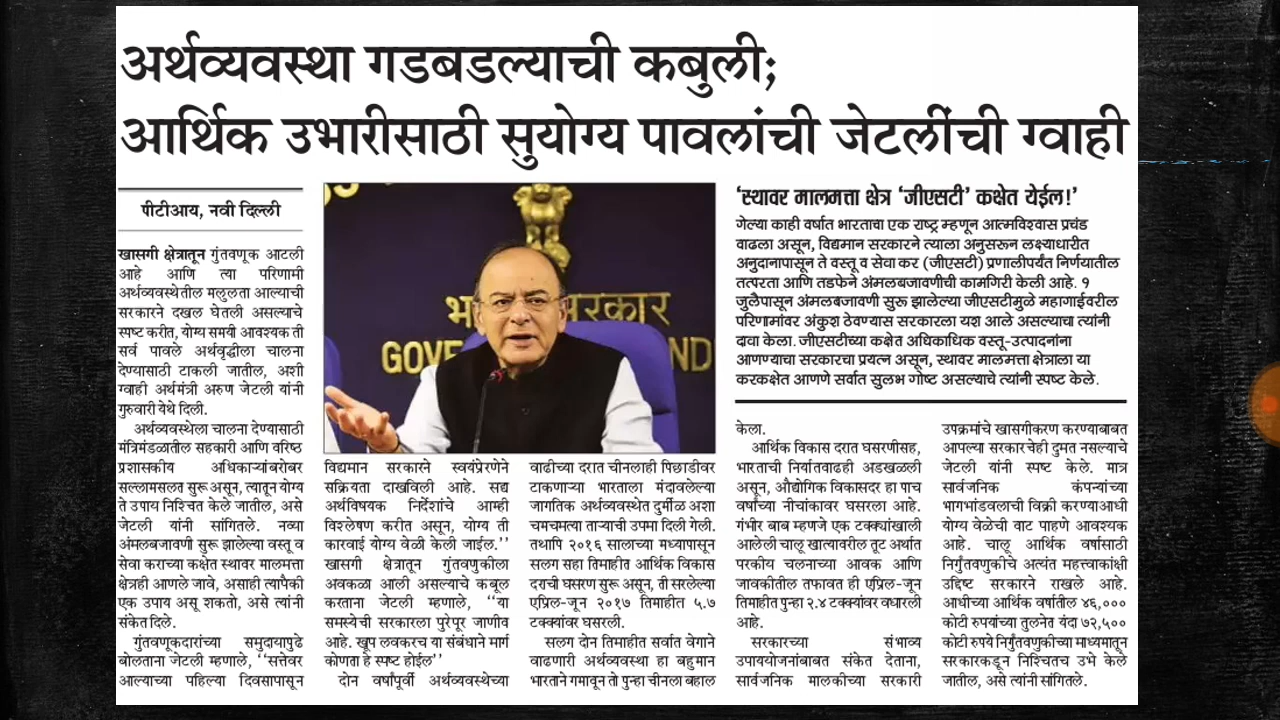 अर्थव्यवस्था गडबडल्याची कबुली;
आर्थिक उभारीसाठी सुयोग्य पावलांची जेटलींची ग्वाही
पीटीआय, नवी दिल्ली
खासगी क्षेत्रातून गुंतवणूक आटली
आहे आणि त्या परिणामी
अर्थव्यवस्थेतील मलुलता आल्याची
सरकारने दखल घेतली असल्याचे
स्पष्ट करीत, योग्य समयी आवश्यक ती
सर्व पावले अर्थवृद्धीला चालना
देण्यासाठी टाकली जातील, अशी
ग्वाही अर्थमंत्री अरुण जेटली यांनी
गुरुवारी येथे दिली.
अर्थव्यवस्थेला चालना देण्यासाठी
मंत्रिमंडळातील सहकारी आणि वरिष्ठ
प्रशासकीय अधिकाऱ्यांबरोबर
सल्लामसलत सुरू असून, त्यातून योग्य
ते उपाय निश्चित केले जातील, असे
जेटली यांनी सांगितले. नव्या
अंमलबजावणी सुरू झालेल्या वस्तू व
सेवा कराच्या कक्षेत स्थावर मालमत्ता
क्षेत्रही आणले जावे, असाही त्यापैकी
एक उपाय असू शकतो, असे त्यांनी
संकेत दिले.
गुंतवणूकदारांच्या समुदायापुढे
बोलताना जेटली म्हणाले, ‘‘सत्तेवर
आल्याच्या पहिल्या दिवसापासून
भारत सरकार
GOVE ND
विद्यमान सरकारने स्वयंप्रेरणेने
सक्रियता दाखविली आहे. सद्य
अर्थविषयक निर्देशांचे आम्ही
विश्लेषण करीत असून, योग्य ती
कारवाई योग्य वेळी केली जाईल.’’
खासगी क्षेत्रातून गुंतवणुकीला
अवकळा आली असल्याचे कबूल
करताना जेटली म्हणाले, ‘‘या
समस्येची सरकारला पुरेपूर जाणीव
आहे. खूप लवकरच या संबंधाने मार्ग
कोणता हे स्पष्ट होईल’’
दोन वर्षांपूर्वी अर्थव्यवस्थेच्या
वाढीच्या दरात चीनलाही पिछाडीवर
टाकणाऱ्या भारताला मंदावलेल्या
जागतिक अर्थव्यवस्थेत दुर्मीळ अशा
चमचमत्या ताऱ्याची उपमा दिली गेली.
तथापि २०१६ सालाच्या मध्यापासून
सलग सहा तिमाहीत आर्थिक विकास
दराची घसरण सुरू असून, ती सरलेल्या
एप्रिल-जून २०१७ तिमाहीत ५.७
टक्क्यांवर घसरली.
सलग दोन तिमाहीत सर्वात वेगाने
वाढणारी अर्थव्यवस्था हा बहुमान
भारताने गमावून तो पुन्हा चीनला बहाल
‘स्थावर मालमत्ता क्षेत्र ‘जीएसटी’ कक्षेत येईल!’
गेल्या काही वर्षात भारताचा एक राष्ट्र म्हणून आत्मविश्वास प्रचंड
वाढला असून, विद्यमान सरकारने त्याला अनुसरून लक्ष्याधारीत
अनुदानापासून ते वस्तू व सेवा कर (जीएसटी) प्रणालीपर्यंत निर्णयातील
तत्परता आणि तडफेने अंमलबजावणीची कामगिरी केली आहे. १
जुलैपासून अंमलबजावणी सुरू झालेल्या जीएसटीमुळे महागाईवरील
परिणामांवर अंकुश ठेवण्यास सरकारला यश आले असल्याचा त्यांनी
दावा केला. जीएसटीच्या कक्षेत अधिकाधिक वस्तू-उत्पादनांना
आणण्याचा सरकारचा प्रयत्न असून, स्थावर मालमत्ता क्षेत्राला या
करकक्षेत आणणे सर्वात सुलभ गोष्ट असल्याचे त्यांनी स्पष्ट केले.
केला.
आर्थिक विकास दरात घसरणीसह,
भारताची निर्यातवाढही अडखळली
असून, औद्योगिक विकासदर हा पाच
वर्षांच्या नीचांकावर घसरला आहे.
गंभीर बाब म्हणजे एक टक्क्यांखाली
आलेली चालू खात्यावरील तूट अर्थात
परकीय चलनाच्या आवक आणि
जावकीतील तफावत ही एप्रिल-जून
तिमाहीत पुन्हा २.४ टक्क्यांवर वधारली
आहे.
सरकारच्या संभाव्य
उपाययोजनांबाबत संकेत देताना,
सार्वजनिक मालकीच्या सरकारी
उपक्रमांचे खासगीकरण करण्याबाबत
आपल्या सरकारचेही दुमत नसल्याचे
जेटली यांनी स्पष्ट केले. मात्र
सार्वजनिक कंपन्यांच्या
भागभांडवलाची विक्री करण्याआधी
योग्य वेळेची वाट पाहणे आवश्यक
आहे. चालू आर्थिक वर्षासाठी
निर्गुंतवणुकीचे अत्यंत महत्त्वाकांक्षी
उद्दिष्ट सरकारने राखले आहे.
आधीच्या आर्थिक वर्षातील ४६,०००
कोटी रुपयांच्या तुलनेत यंदा ७२,५००
कोटी रुपये निर्गुंतवणुकीच्या माध्यमातून
सरकारकडून निश्चितच उभे केले
जातील, असे त्यांनी सांगितले.